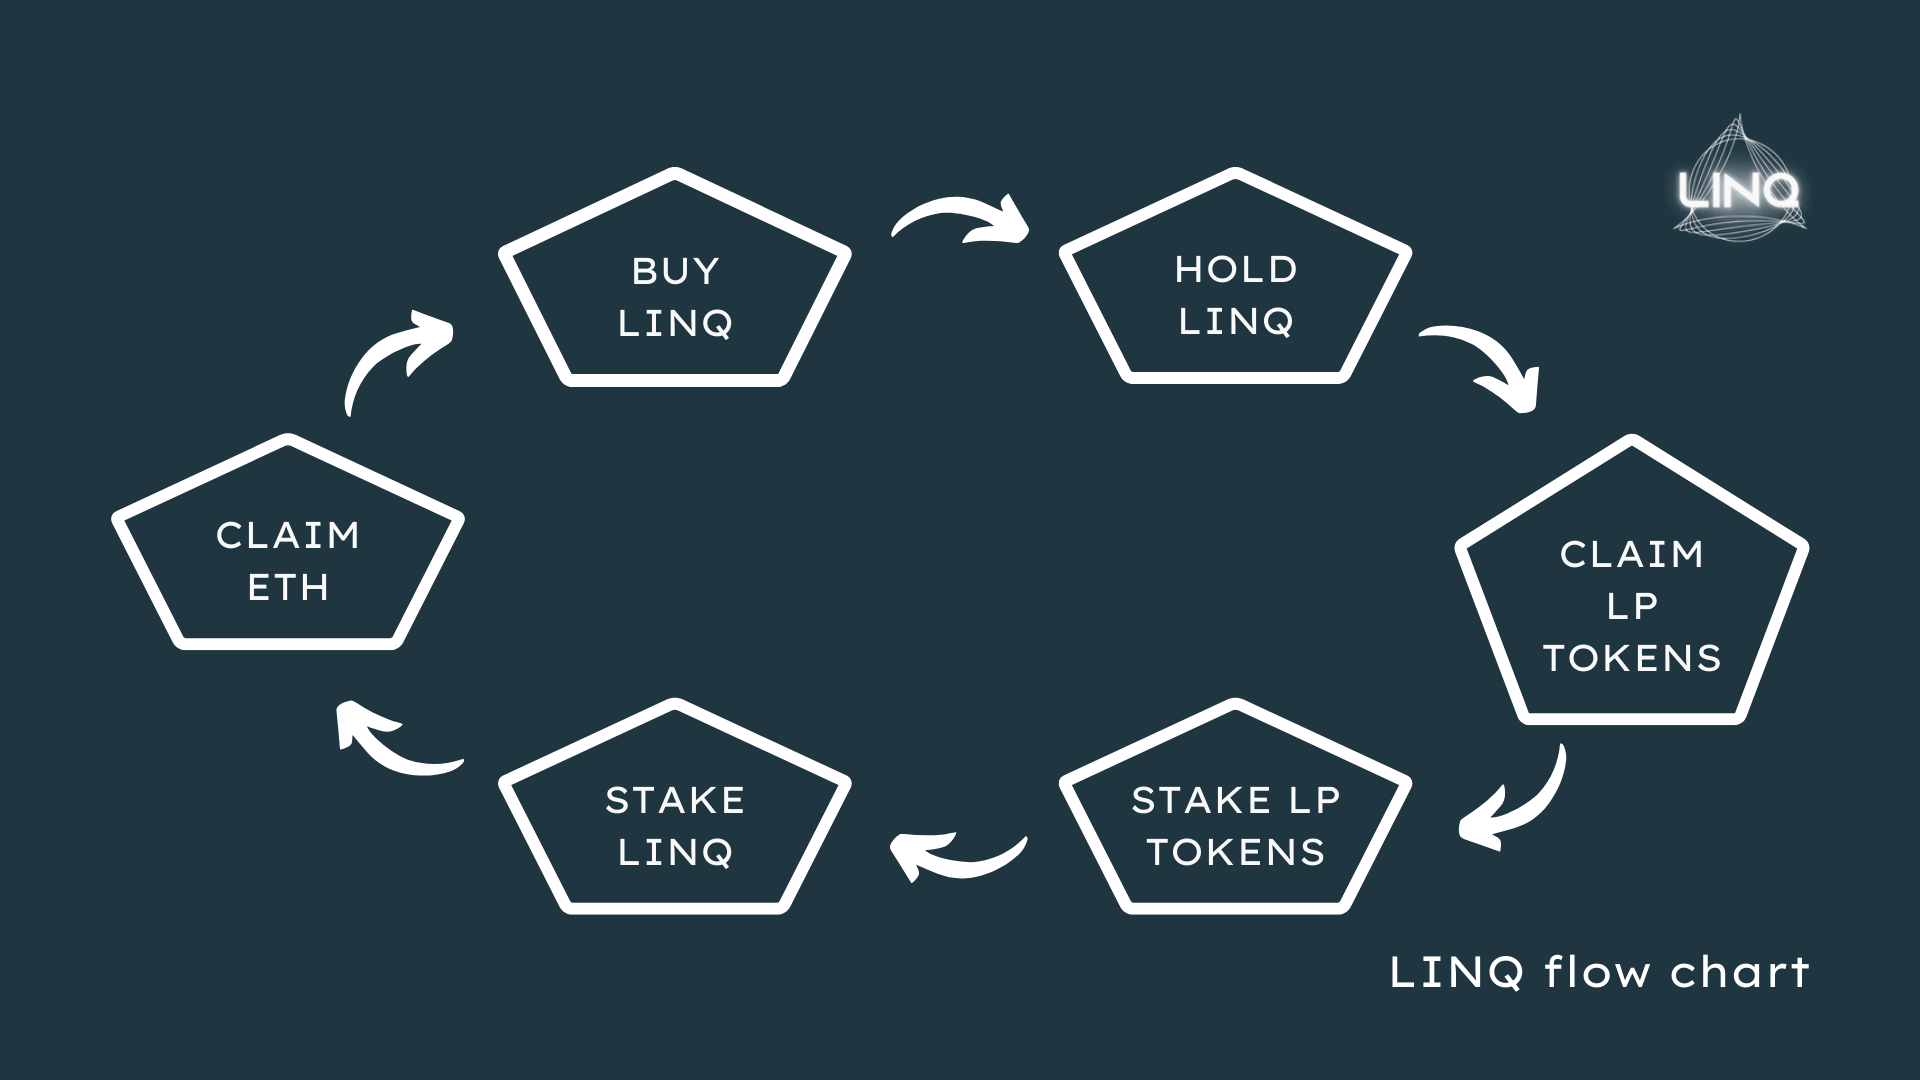 LINQ
BUY
LINQ
HOLD
LINQ
CLAIM
LP
TOKENS
STAKE LP
TOKENS
STAKE
LINQ
CLAIM
ETH
LINQ flow chart